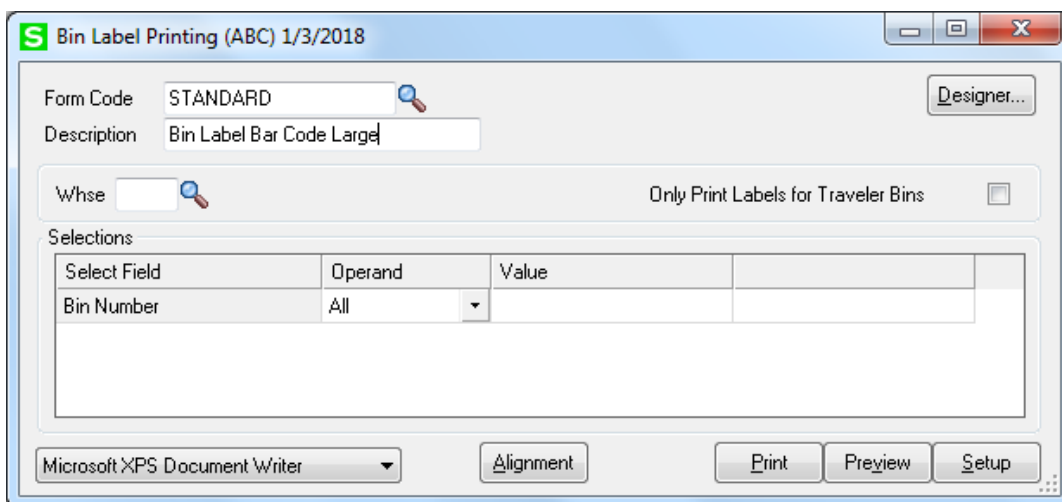 S Bin Label Printing (ABC) 1/3/2018
Form Code STANDARD Designer...
Description Bin Label Bar Code Large
Whse Only Print Labels for Traveler Bins
Selections
Select Field Operand Value
Bin Number All
Microsoft XPS Document Writer Alignment Print Preview Setup